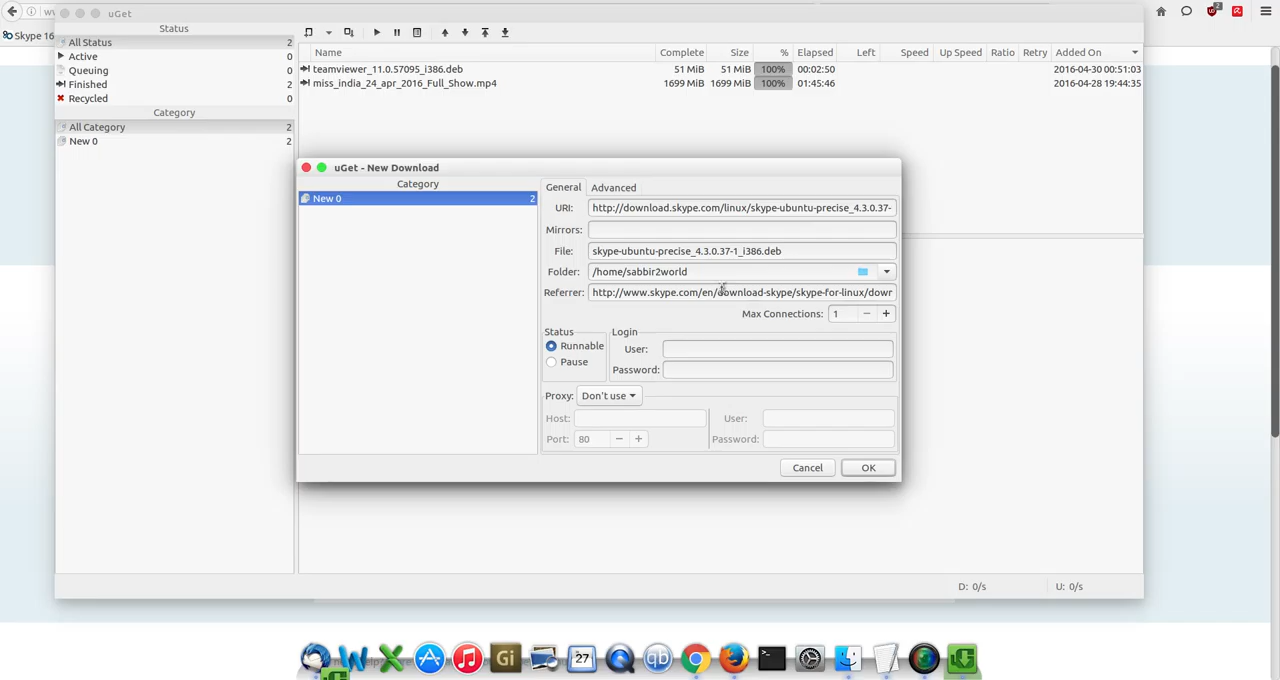 uGet
Status
All Status 2
Active 0
Queuing 0
Finished 2
Recycled 0
Category
All Category 2
New 0 2
Skype 16
Name Complete Size % Elapsed Left Speed Up Speed Ratio Retry Added On
teamviewer_11.0.57095_i386.deb 51 MiB 51 MiB 100% 00:02:50 2016-04-30 00:51:03
miss_india_24_apr_2016_Full_Show.mp4 1699 MiB 1699 MiB 100% 01:45:46 2016-04-28 19:44:35
uGet - New Download
Category
New 0 2
General Advanced
URI: http://download.skype.com/linux/skype-ubuntu-precise_4.3.0.37-
Mirrors:
File: skype-ubuntu-precise_4.3.0.37-1_i386.deb
Folder: /home/sabbir2world
Referrer: http://www.skype.com/en/download-skype/skype-for-linux/dowr
Max Connections: 1 − +
Status Login
Runnable User:
Pause Password:
Proxy: Don't use
Host: User:
Port: 80 − + Password:
Cancel OK
D: 0/s U: 0/s
Gi 27 qb